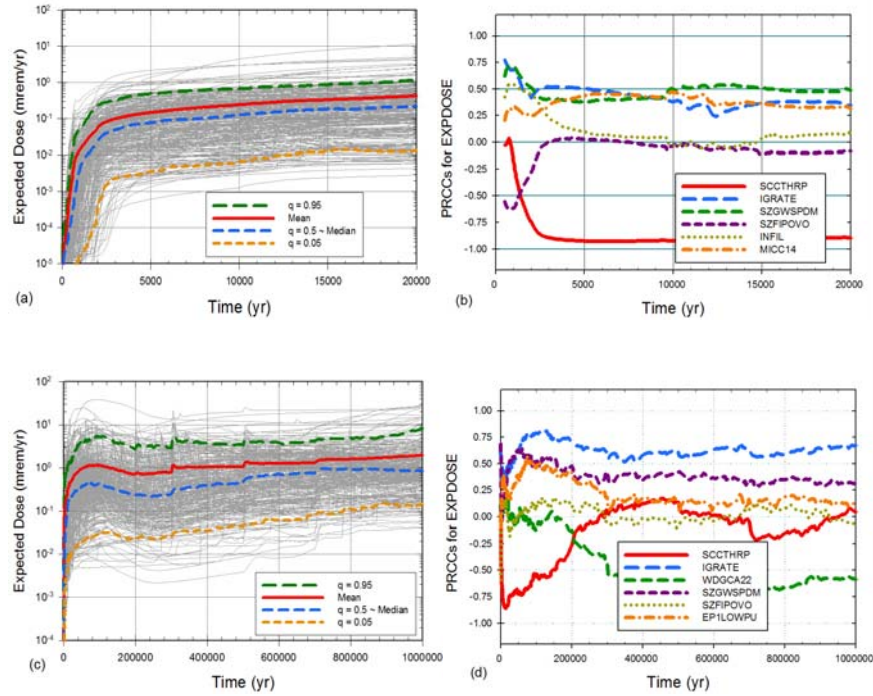 Expected Dose (mrem/yr)
10²
10¹
10⁰
10⁻¹
10⁻²
10⁻³
10⁻⁴
10⁻⁵
q = 0.95
Mean
q = 0.5 ~ Median
q = 0.05
0 5000 10000 15000 20000
(a)
Time (yr)
PRCCs for EXPDOSE
1.00
0.75
0.50
0.25
0.00
-0.25
-0.50
-0.75
-1.00
SCCTHRP
IGRATE
SZGWSPDM
SZFIPOVO
INFIL
MICC14
0 5000 10000 15000 20000
(b)
Time (yr)
Expected Dose (mrem/yr)
10²
10¹
10⁰
10⁻¹
10⁻²
10⁻³
10⁻⁴
q = 0.95
Mean
q = 0.5 ~ Median
q = 0.05
0 200000 400000 600000 800000 1000000
(c)
Time (yr)
PRCCs for EXPDOSE
1.00
0.75
0.50
0.25
0.00
-0.25
-0.50
-0.75
-1.00
SCCTHRP
IGRATE
WDGCA22
SZGWSPDM
SZFIPOVO
EP1LOWPU
0 200000 400000 600000 800000 1000000
(d)
Time (yr)